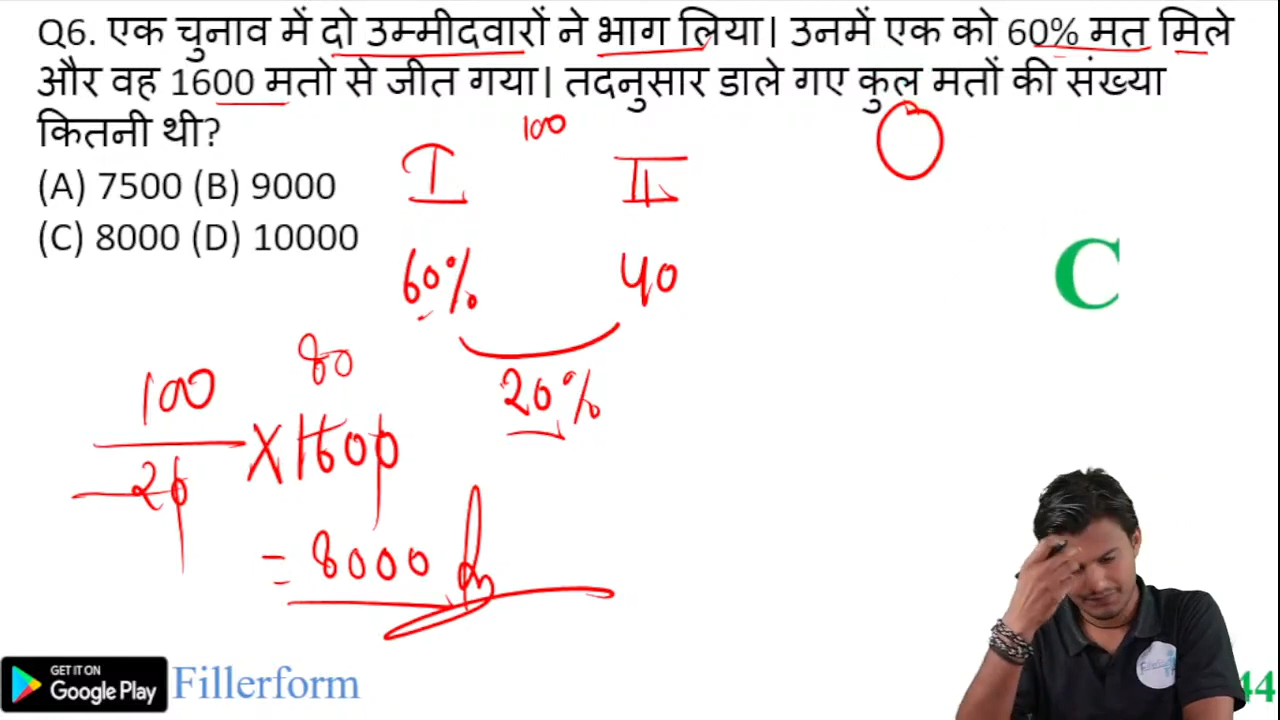 Q6. एक चुनाव में दो उम्मीदवारों ने भाग लिया। उनमें एक को 60% मत मिले
और वह 1600 मतो से जीत गया। तदनुसार डाले गए कुल मतों की संख्या
कितनी थी?
100
(A) 7500 (B) 9000
I II
(C) 8000 (D) 10000
60% 40
C
20%
80
100
20 X1600
= 8000
GET IT ON
Google Play
Fillerform
44